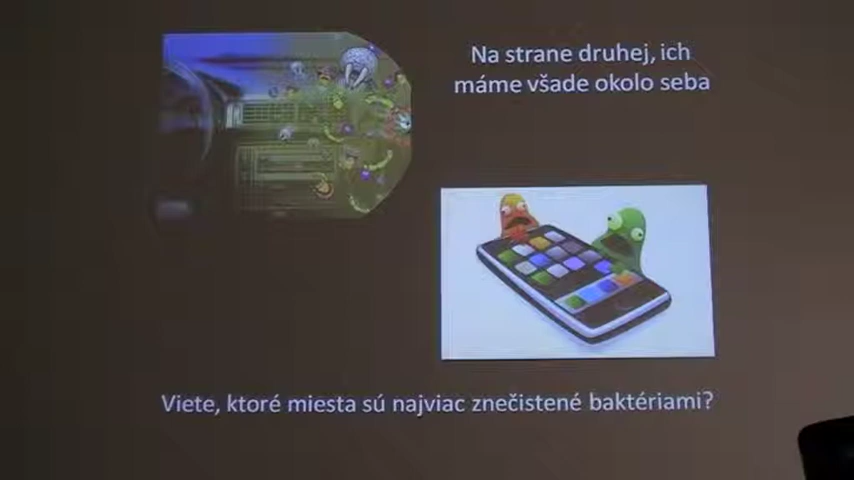 Na strane druhej, ich
máme všade okolo seba
Viete, ktoré miesta sú najviac znečistené baktériami?